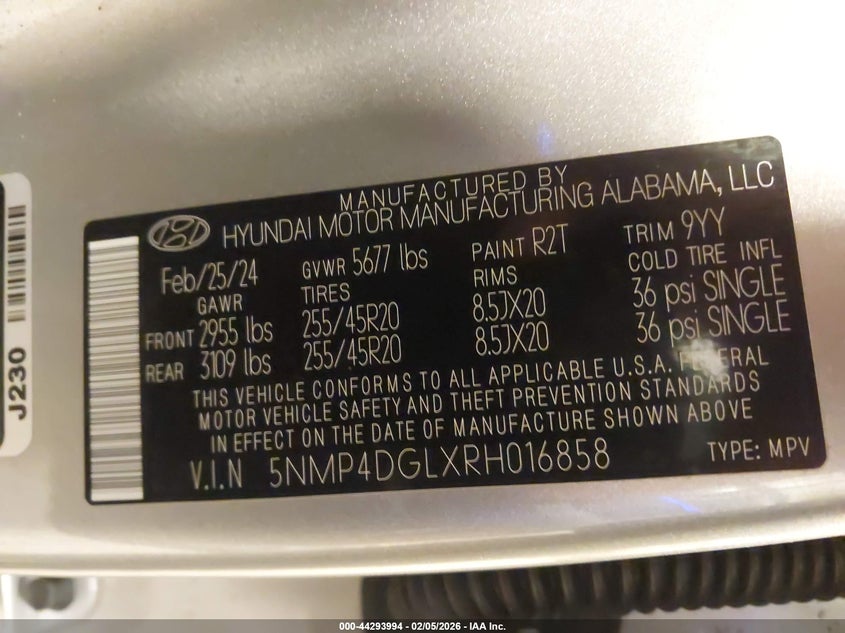 MANUFACTURED BY
HYUNDAI MOTOR MANUFACTURING ALABAMA, LLC
Feb/25/24 GVWR 5677 lbs PAINT R2T TRIM 9YY
GAWR TIRES RIMS COLD TIRE INFL
FRONT 2955 lbs 255/45R20 8.5JX20 36 psi SINGLE
REAR 3109 lbs 255/45R20 8.5JX20 36 psi SINGLE
THIS VEHICLE CONFORMS TO ALL APPLICABLE U.S.A. FEDERAL
MOTOR VEHICLE SAFETY AND THEFT PREVENTION STANDARDS
IN EFFECT ON THE DATE OF MANUFACTURE SHOWN ABOVE
V.I.N 5NMP4DGLXRH016858 TYPE: MPV
J230
000-44293994 - 02/05/2026 - IAA Inc.